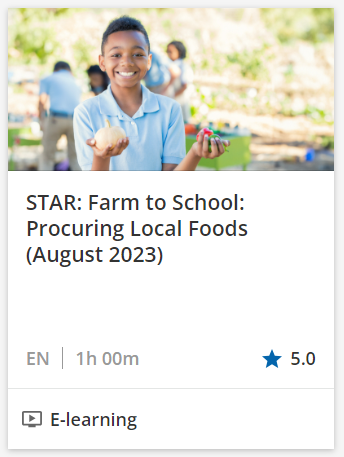 STAR: Farm to School:
Procuring Local Foods
(August 2023)
EN | 1h 00m 5.0
E-learning